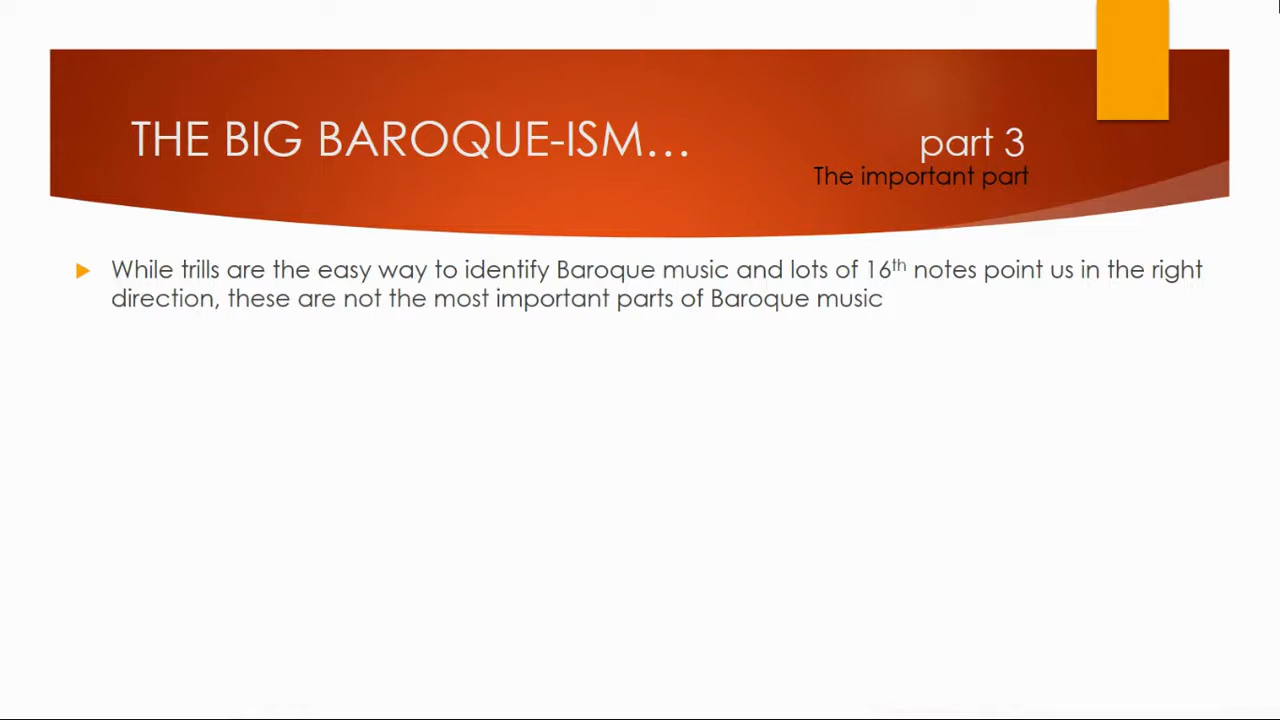 THE BIG BAROQUE-ISM… part 3
The important part
While trills are the easy way to identify Baroque music and lots of 16th notes point us in the right
direction, these are not the most important parts of Baroque music